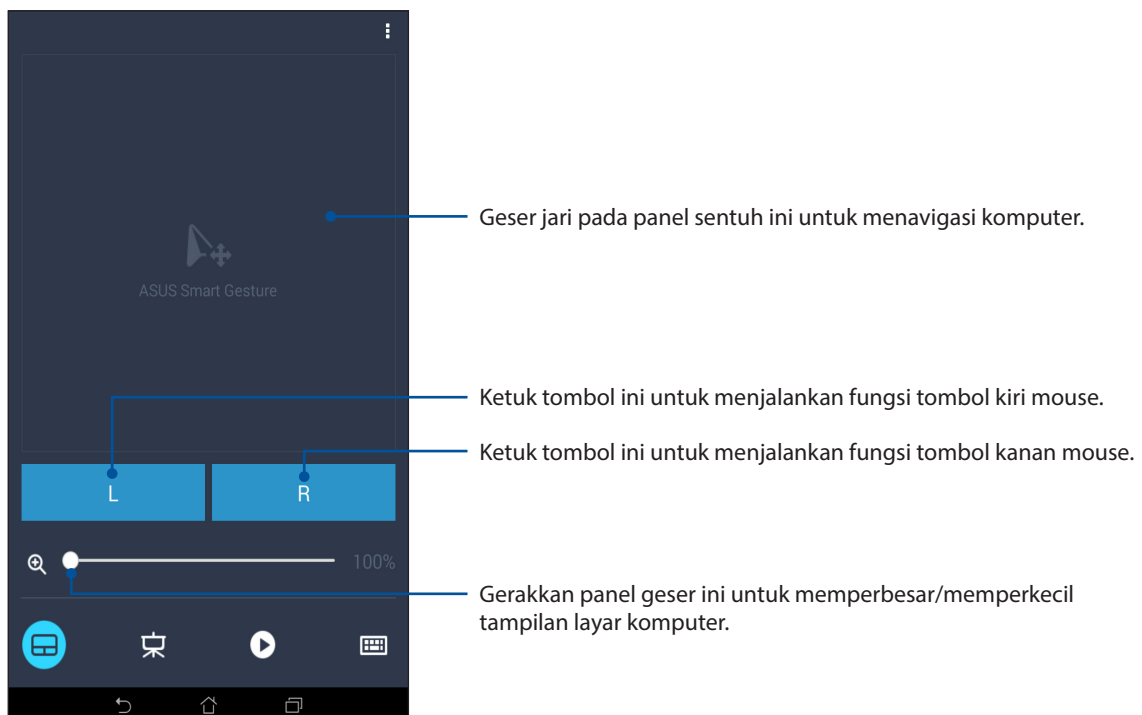 Geser jari pada panel sentuh ini untuk menavigasi komputer.
ASUS Smart Gesture
Ketuk tombol ini untuk menjalankan fungsi tombol kiri mouse.
Ketuk tombol ini untuk menjalankan fungsi tombol kanan mouse.
L
R
100%
Gerakkan panel geser ini untuk memperbesar/memperkecil
tampilan layar komputer.